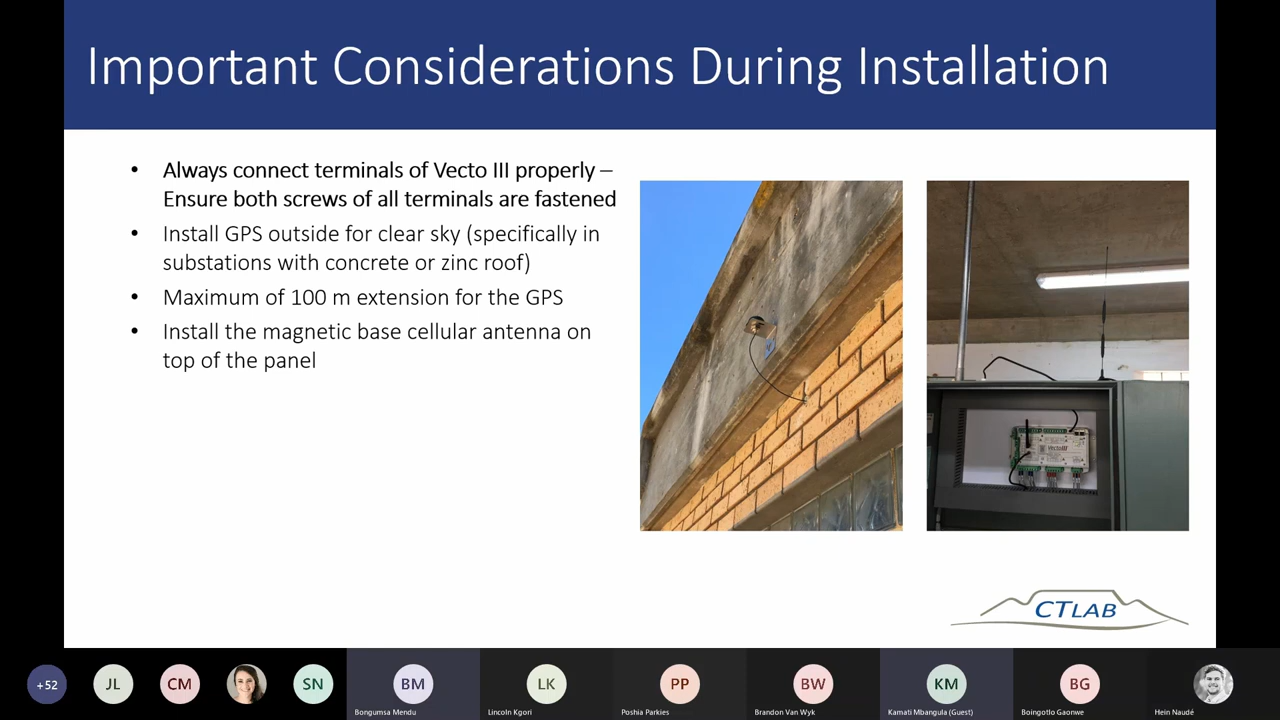 Important Considerations During Installation
• Always connect terminals of Vecto III properly –
Ensure both screws of all terminals are fastened
• Install GPS outside for clear sky (specifically in
substations with concrete or zinc roof)
• Maximum of 100 m extension for the GPS
• Install the magnetic base cellular antenna on
top of the panel
VectoIII
CTLAB
+52
JL
CM
SN
BM
LK
PP
BW
KM
BG
Bongumsa Mendu
Lincoln Kgori
Poshia Parkies
Brandon Van Wyk
Kamati Mbangula (Guest)
Boingotlo Gaonwe
Hein Naudé